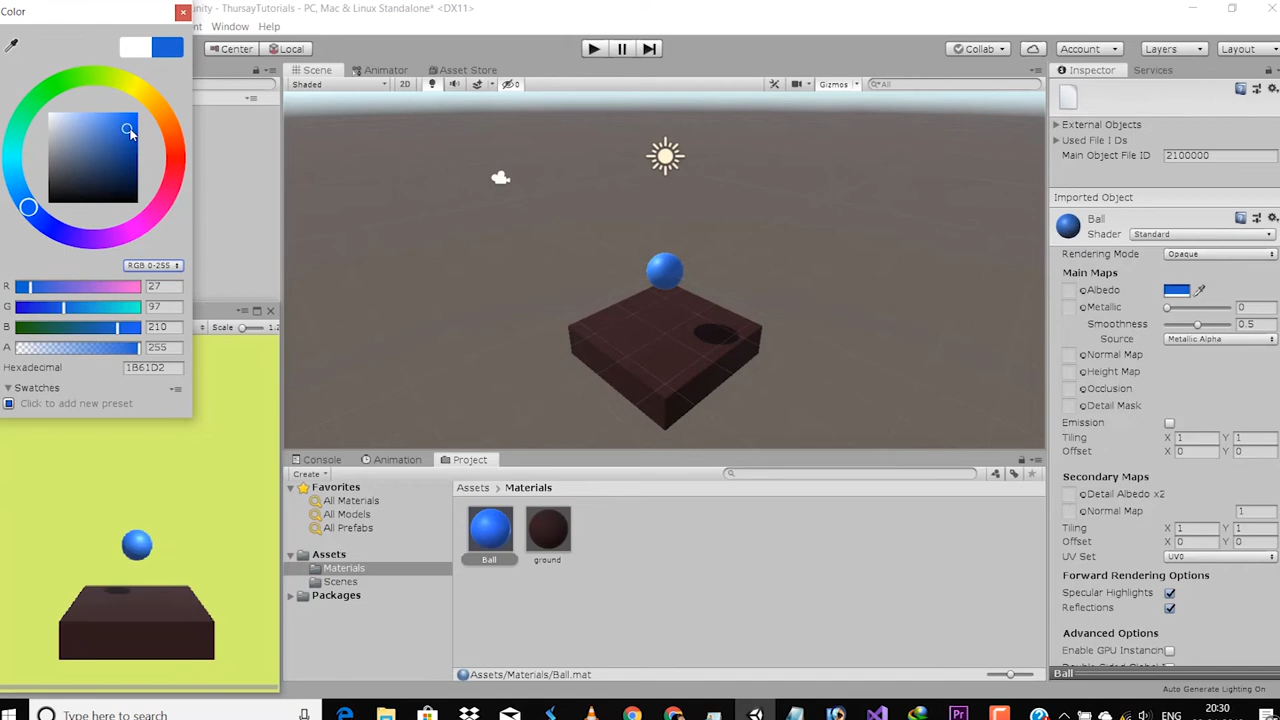 Color
nity - ThursayTutorials - PC, Mac & Linux Standalone* <DX11>
nt Window Help
Center Local
Collab Account Layers Layout
Scene Animator Asset Store
Inspector Services
Shaded 2D 0 Gizmos All
External Objects
Used File I Ds
Main Object File ID 2100000
Imported Object
Ball
Shader Standard
Rendering Mode Opaque
Main Maps
Albedo
Metallic 0
Smoothness 0.5
Source Metallic Alpha
Normal Map
Height Map
Occlusion
Detail Mask
Emission
Tiling X 1 Y 1
Offset X 0 Y 0
Secondary Maps
Detail Albedo x2
Normal Map 1
Tiling X 1 Y 1
Offset X 0 Y 0
UV Set UV0
Forward Rendering Options
Specular Highlights
Reflections
Advanced Options
Enable GPU Instancin
Ball
Auto Generate Lighting On
RGB 0-255
R 27
G 97
B 210
A 255
Hexadecimal 1B61D2
Swatches
Click to add new preset
Scale 1.2
Console Animation Project
Create
Favorites
All Materials
All Models
All Prefabs
Assets
Materials
Scenes
Packages
Assets > Materials
Ball ground
Assets/Materials/Ball.mat
Type here to search
20:30